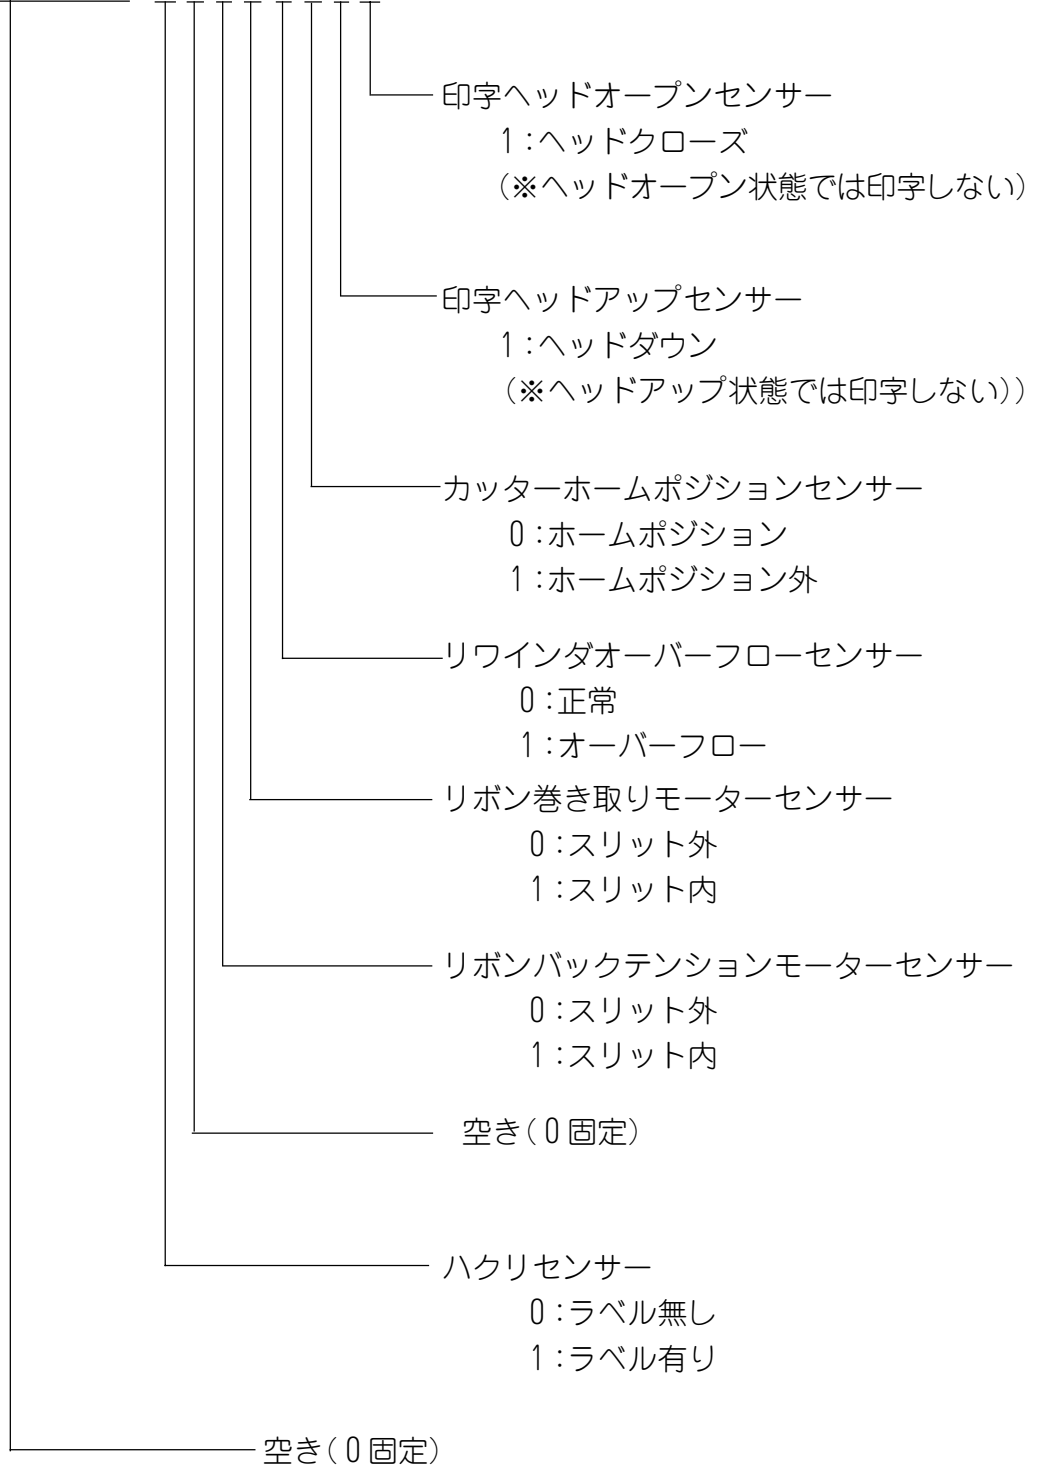 印字ヘッドオープンセンサー
1:ヘッドクローズ
(※ヘッドオープン状態では印字しない)
印字ヘッドアップセンサー
1:ヘッドダウン
(※ヘッドアップ状態では印字しない))
カッターホームポジションセンサー
0:ホームポジション
1:ホームポジション外
リワインダオーバーフローセンサー
0:正常
1:オーバーフロー
リボン巻き取りモーターセンサー
0:スリット外
1:スリット内
リボンバックテンションモーターセンサー
0:スリット外
1:スリット内
空き(0固定)
ハクリセンサー
0:ラベル無し
1:ラベル有り
空き(0固定)